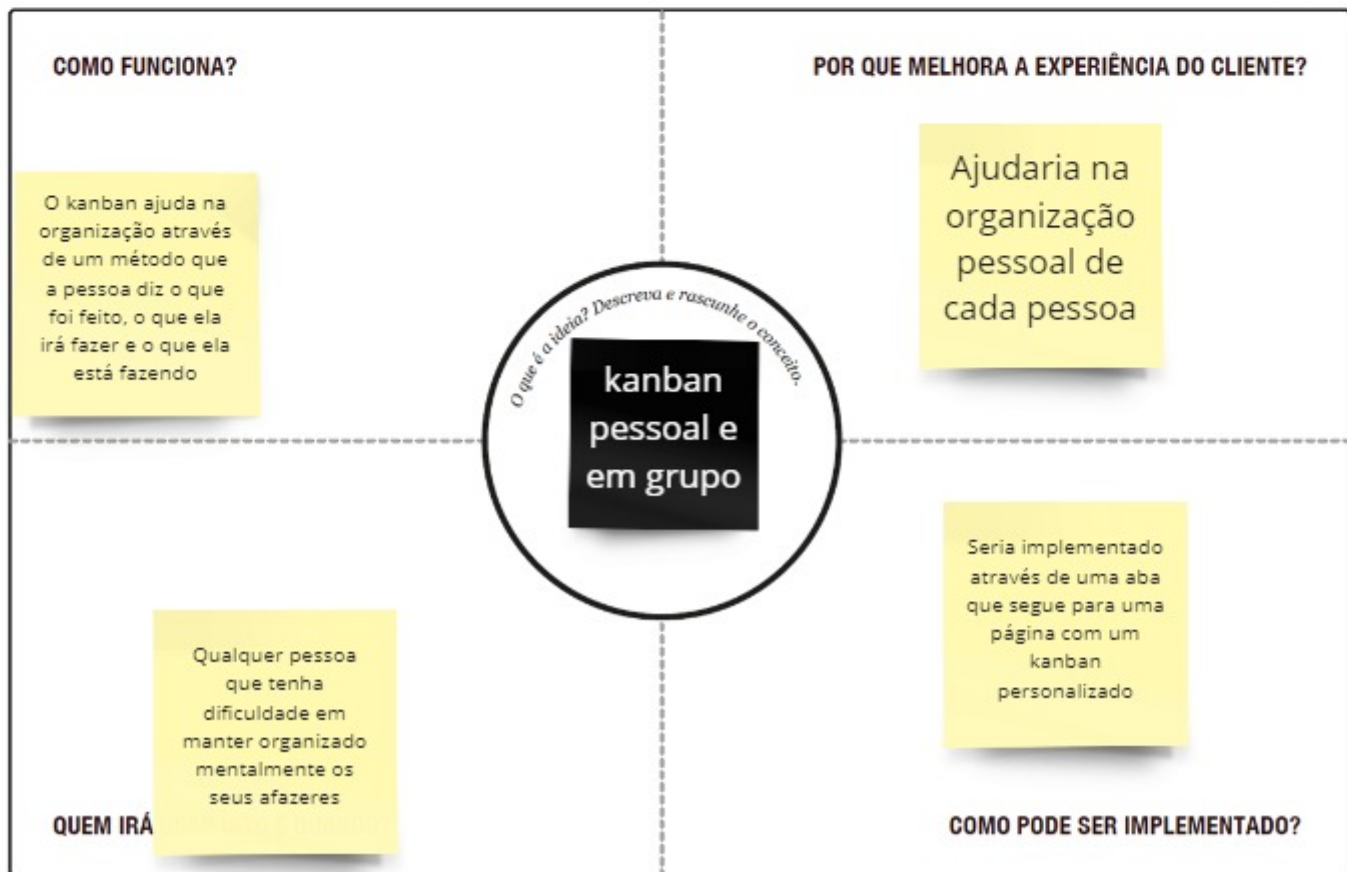 COMO FUNCIONA?
O kanban ajuda na
organização através
de um método que
a pessoa diz o que
foi feito, o que ela
irá fazer e o que ela
está fazendo
POR QUE MELHORA A EXPERIÊNCIA DO CLIENTE?
Ajudaria na
organização
pessoal de
cada pessoa
O que é a ideia? Descreva e rascunhe o conceito.
kanban
pessoal e
em grupo
Qualquer pessoa
que tenha
dificuldade em
manter organizado
mentalmente os
seus afazeres
QUEM IRÁ
Seria implementado
através de uma aba
que segue para uma
página com um
kanban
personalizado
COMO PODE SER IMPLEMENTADO?